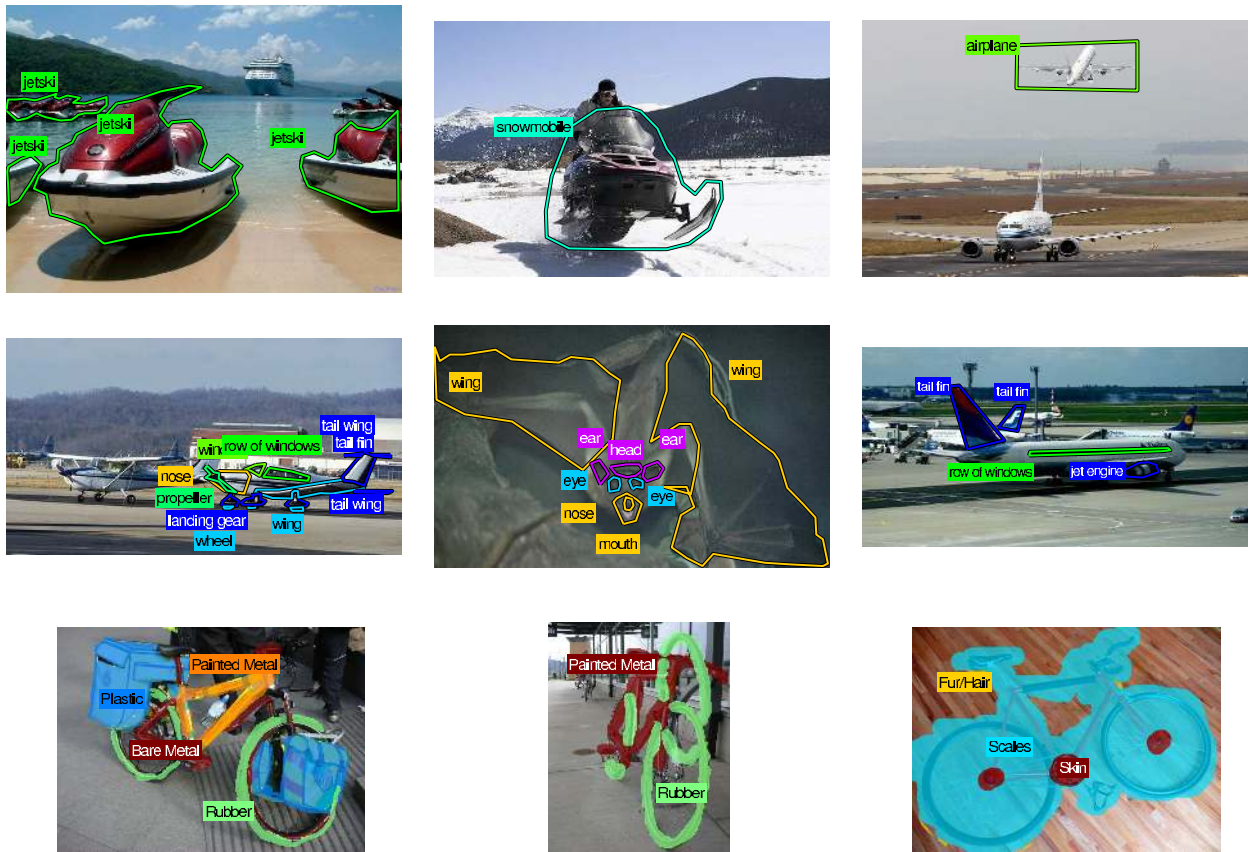 jetski
jetski
jetski
jetski
snowmobile
airplane
tail wing
tail fin
row of windows
nose
propeller
landing gear
wing
tail wing
wheel
wing
wing
ear
head
ear
eye
eye
nose
mouth
tail fin
tail fin
row of windows
jet engine
Painted Metal
Plastic
Bare Metal
Rubber
Painted Metal
Rubber
Fur/Hair
Scales
Skin